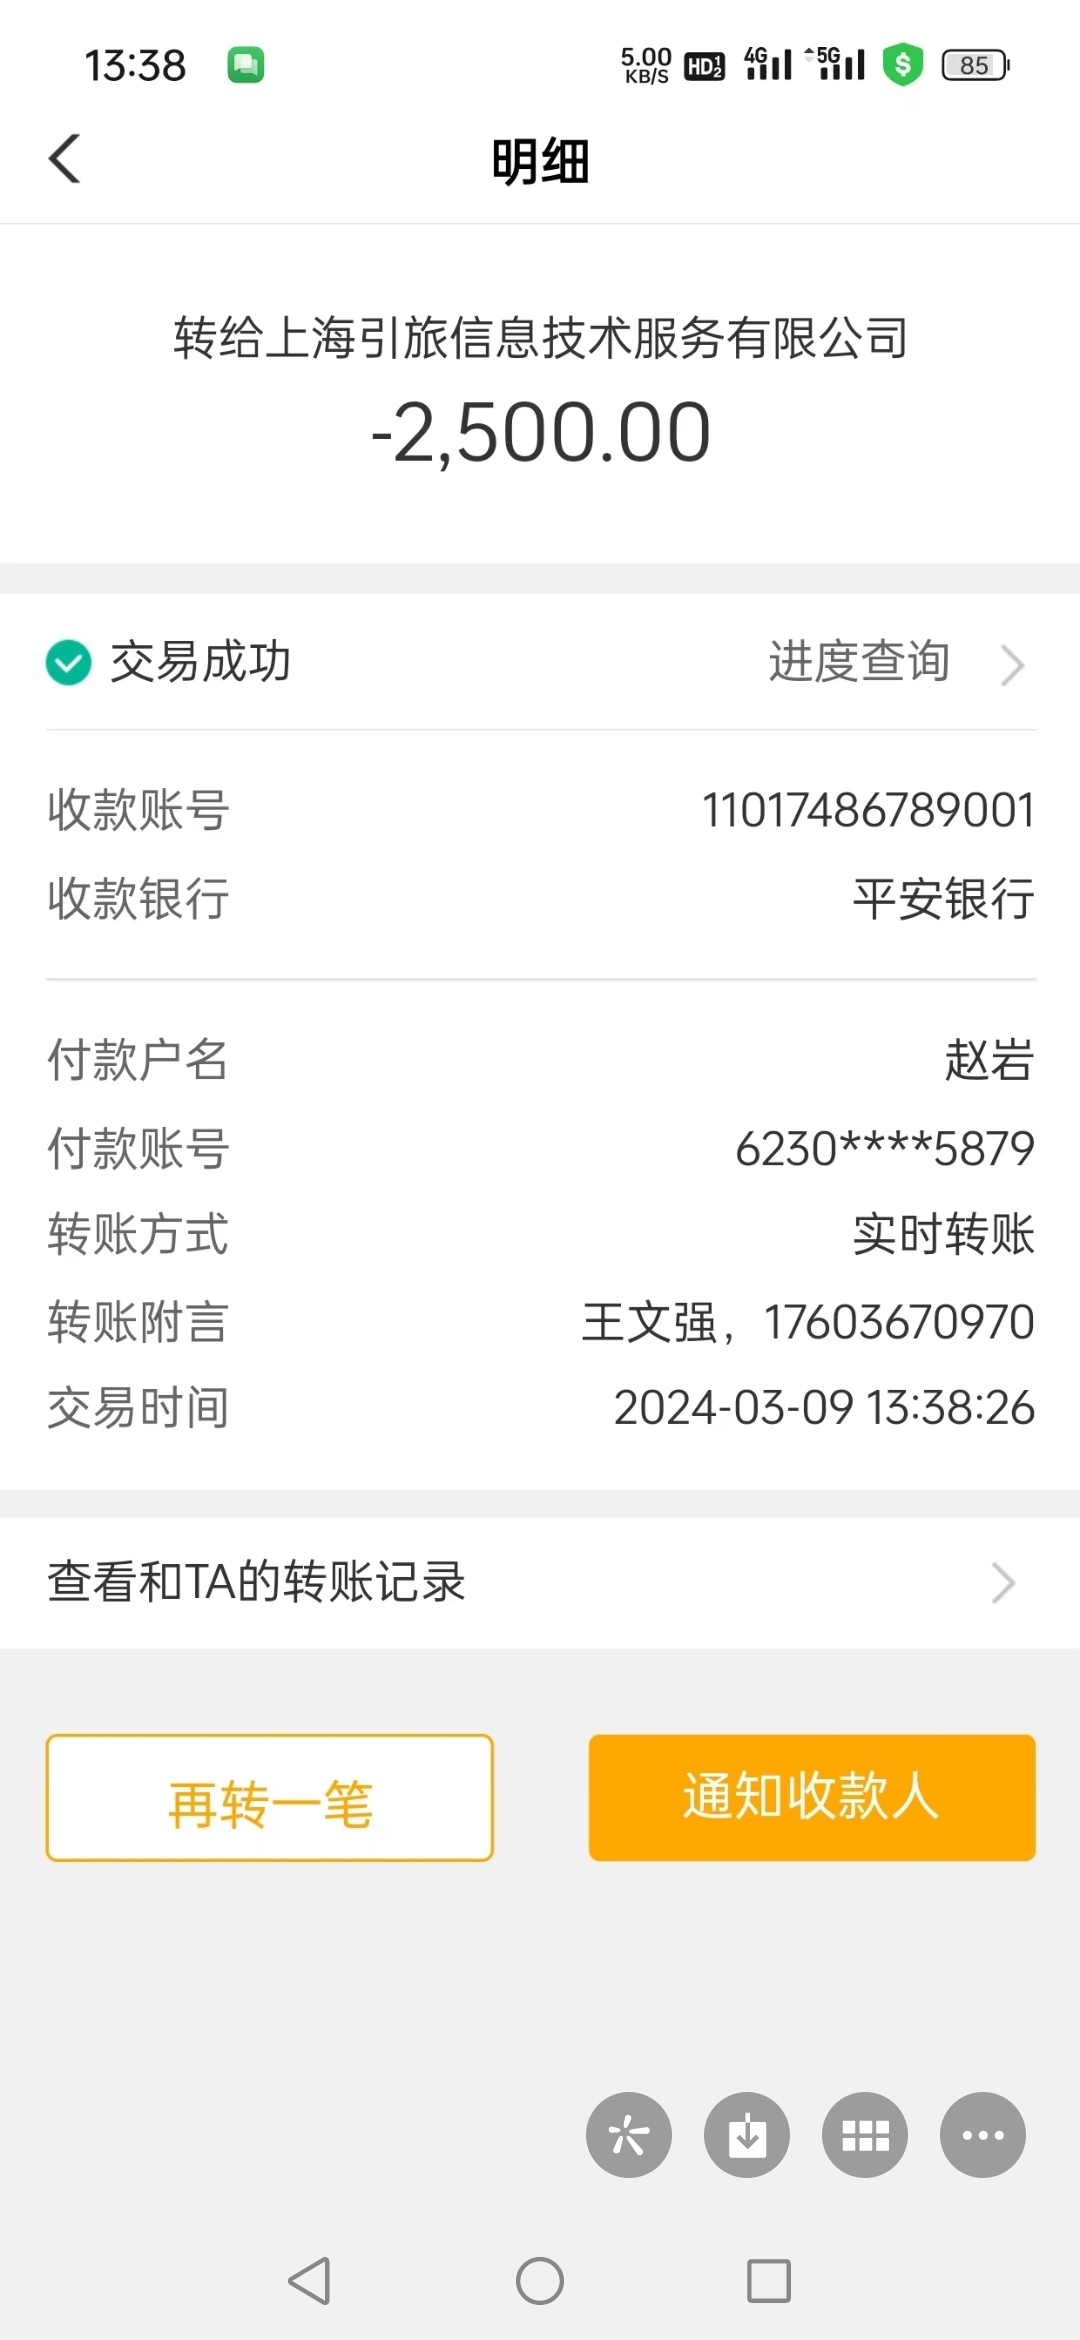 13:38
5.00 KB/S HD 1 2 4G 5G 85
明细
转给上海引旅信息技术服务有限公司
-2,500.00
交易成功 进度查询
收款账号 11017486789001
收款银行 平安银行
付款户名 赵岩
付款账号 6230****5879
转账方式 实时转账
转账附言 王文强，17603670970
交易时间 2024-03-09 13:38:26
查看和TA的转账记录
再转一笔 通知收款人